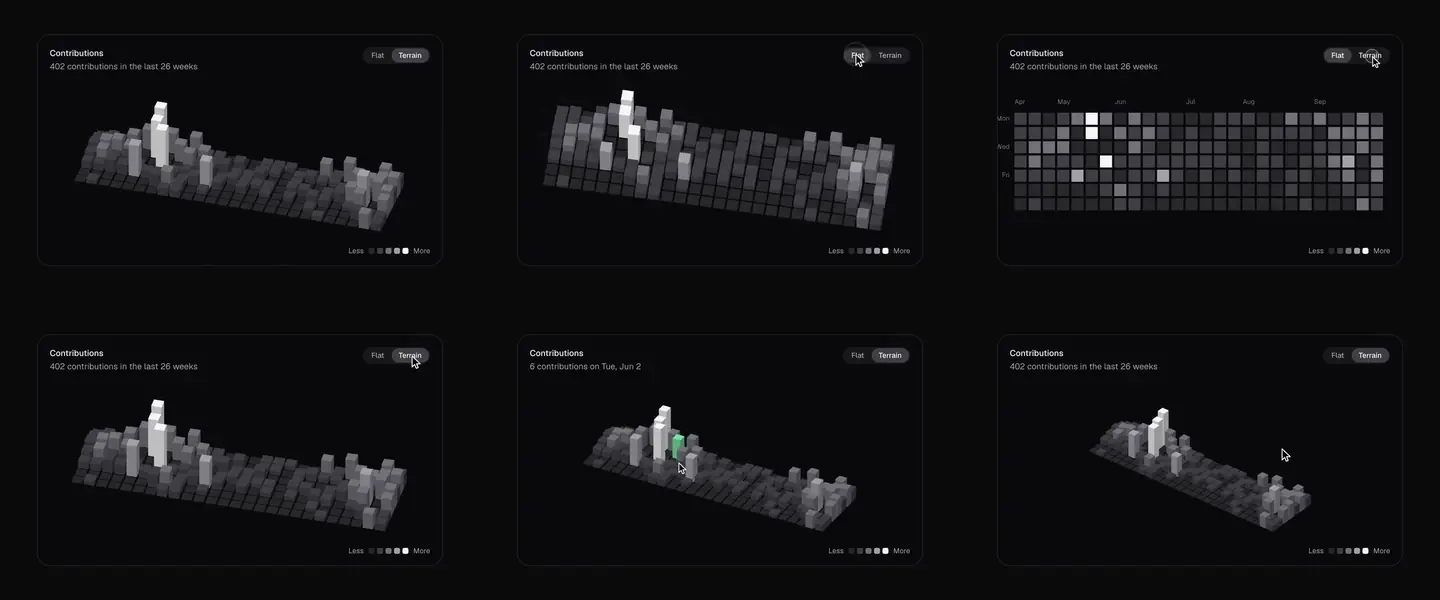 Contributions
Flat Terrain
402 contributions in the last 26 weeks
Less More
Contributions
Flat Terrain
402 contributions in the last 26 weeks
Less More
Contributions
Flat Terrain
402 contributions in the last 26 weeks
Apr May Jun Jul Aug Sep
Mon
Wed
Fri
Less More
Contributions
Flat Terrain
402 contributions in the last 26 weeks
Less More
Contributions
Flat Terrain
6 contributions on Tue, Jun 2
Less More
Contributions
Flat Terrain
402 contributions in the last 26 weeks
Less More